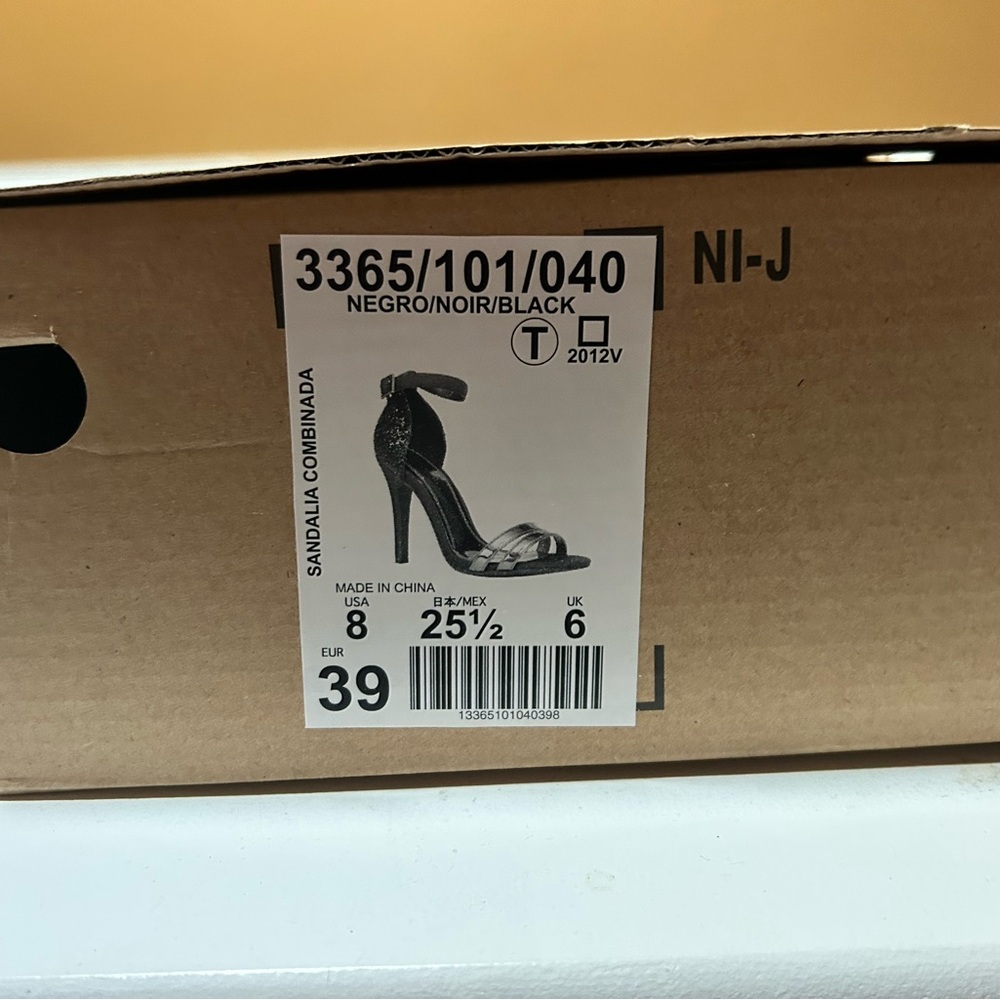 3365/101/040
NI-J
NEGRO/NOIR/BLACK
T
2012V
SANDALIA COMBINADA
MADE IN CHINA
USA 日本/MEX UK
8 25½ 6
EUR
39
13365101040398